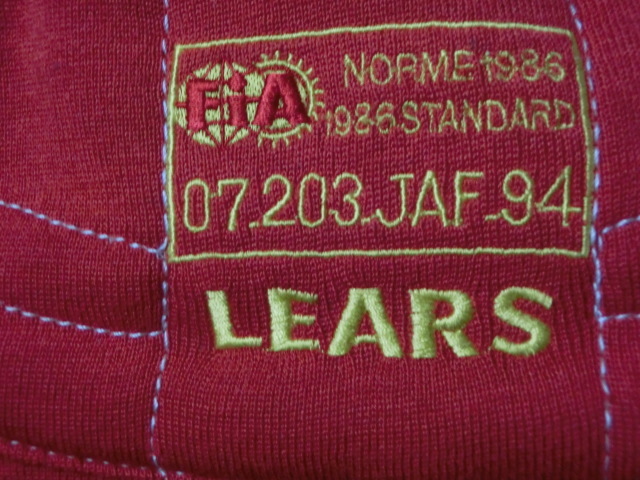 FIA
NORME 1986
1986 STANDARD
07.203.JAF-94
LEARS